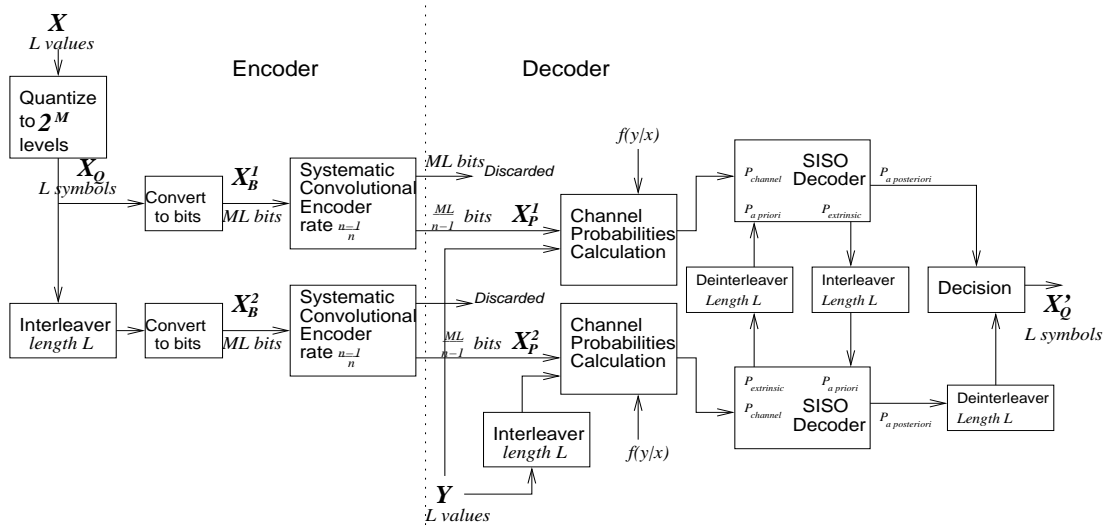 X
L values
Encoder
Decoder
Quantize
to 2^M
levels
X_Q
L symbols
Convert
to bits
X_B^1
ML bits
Systematic
Convolutional
Encoder
rate n−1/n
ML bits
Discarded
ML/n−1 bits
X_P^1
f(y/x)
Channel
Probabilities
Calculation
SISO
Decoder
P_channel
P_a priori
P_extrinsic
P_a posteriori
Deinterleaver
Length L
Interleaver
Length L
Decision
X_Q'
L symbols
Interleaver
length L
Convert
to bits
X_B^2
ML bits
Systematic
Convolutional
Encoder
rate n−1/n
Discarded
ML/n−1 bits
X_P^2
Channel
Probabilities
Calculation
f(y/x)
P_extrinsic
P_a priori
P_channel
SISO
Decoder
P_a posteriori
Deinterleaver
Length L
Interleaver
length L
Y
L values